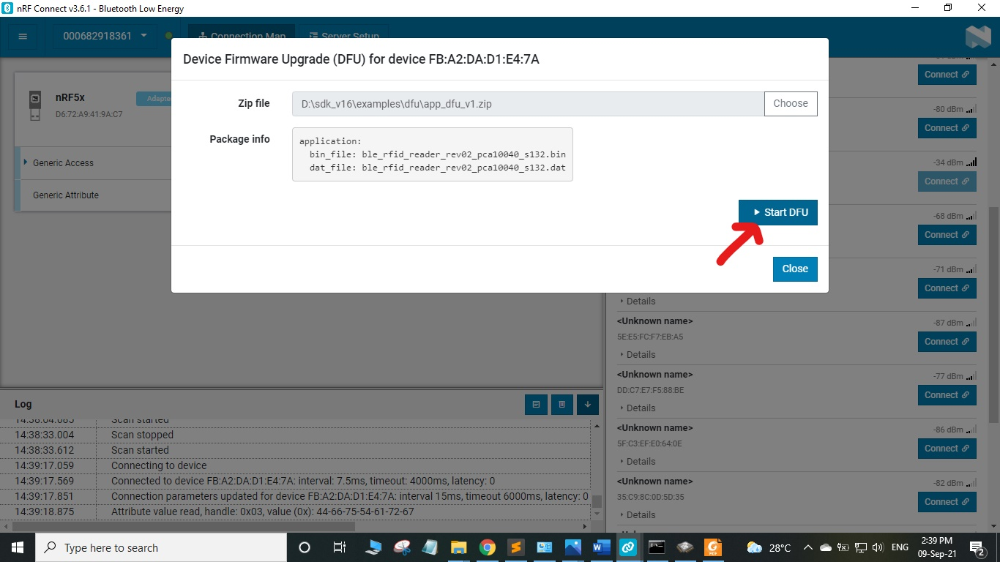 nRF Connect v3.6.1 - Bluetooth Low Energy
000682918361
Connection Map
Server Setup
Device Firmware Upgrade (DFU) for device FB:A2:DA:D1:E4:7A
Zip file
D:\sdk_v16\examples\dfu\app_dfu_v1.zip
Choose
Package info
application:
bin_file: ble_rfid_reader_rev02_pca10040_s132.bin
dat_file: ble_rfid_reader_rev02_pca10040_s132.dat
Start DFU
Close
nRF5x
D6:72:A9:41:9A:C7
Adapte
Generic Access
Generic Attribute
Connect
-80 dBm
Connect
-34 dBm
Connect
-68 dBm
Connect
-71 dBm
Connect
Details
<Unknown name>
-87 dBm
5E:E5:FC:F7:EB:A5
Connect
Details
<Unknown name>
-77 dBm
DD:C7:E7:F5:88:BE
Connect
Details
<Unknown name>
-86 dBm
5F:C3:EF:E0:64:0E
Connect
Details
<Unknown name>
-82 dBm
35:C9:8C:0D:5D:35
Connect
Details
Log
14:38:04.085 Scan started
14:38:33.004 Scan stopped
14:38:33.612 Scan started
14:39:17.059 Connecting to device
14:39:17.569 Connected to device FB:A2:DA:D1:E4:7A: interval: 7.5ms, timeout: 4000ms, latency: 0
14:39:17.851 Connection parameters updated for device FB:A2:DA:D1:E4:7A: interval 15ms, timeout 6000ms, latency: 0
14:39:18.875 Attribute value read, handle: 0x03, value (0x): 44-66-75-54-61-72-67
Type here to search
28°C
ENG
2:39 PM
09-Sep-21
2